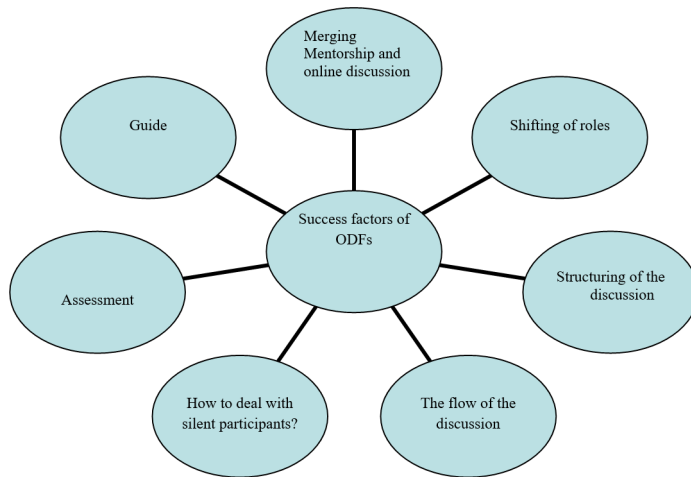 Merging
Mentorship and
online discussion
Guide
Shifting of roles
Success factors of
ODFs
Assessment
Structuring of the
discussion
How to deal with
silent participants?
The flow of the
discussion